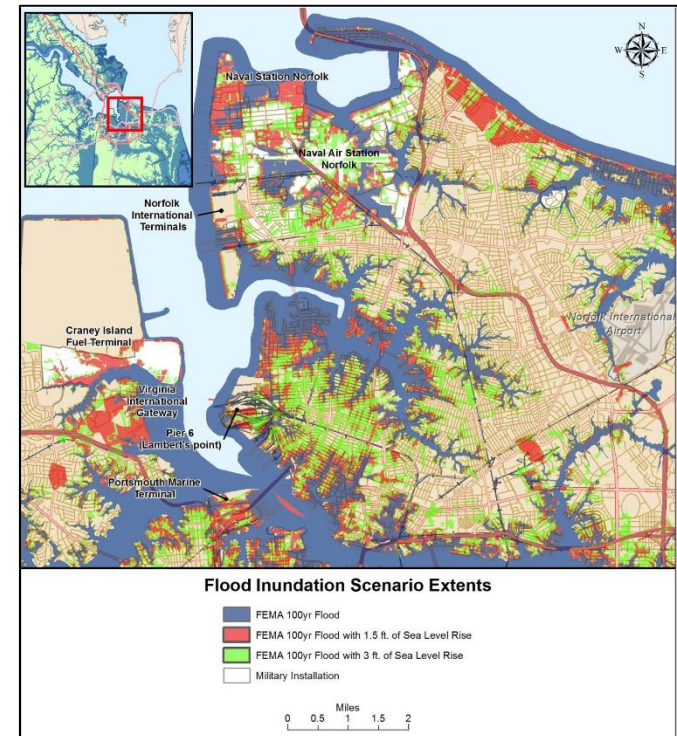 N
W
E
S
Naval Station Norfolk
Naval Air Station
Norfolk
Norfolk
International
Terminals
Norfolk International
Airport
Craney Island
Fuel Terminal
Virginia
International
Gateway
Pier 6
(Lambert's point)
Portsmouth Marine
Terminal
Flood Inundation Scenario Extents
FEMA 100yr Flood
FEMA 100yr Flood with 1.5 ft. of Sea Level Rise
FEMA 100yr Flood with 3 ft. of Sea Level Rise
Military Installation
Miles
0 0.5 1 1.5 2